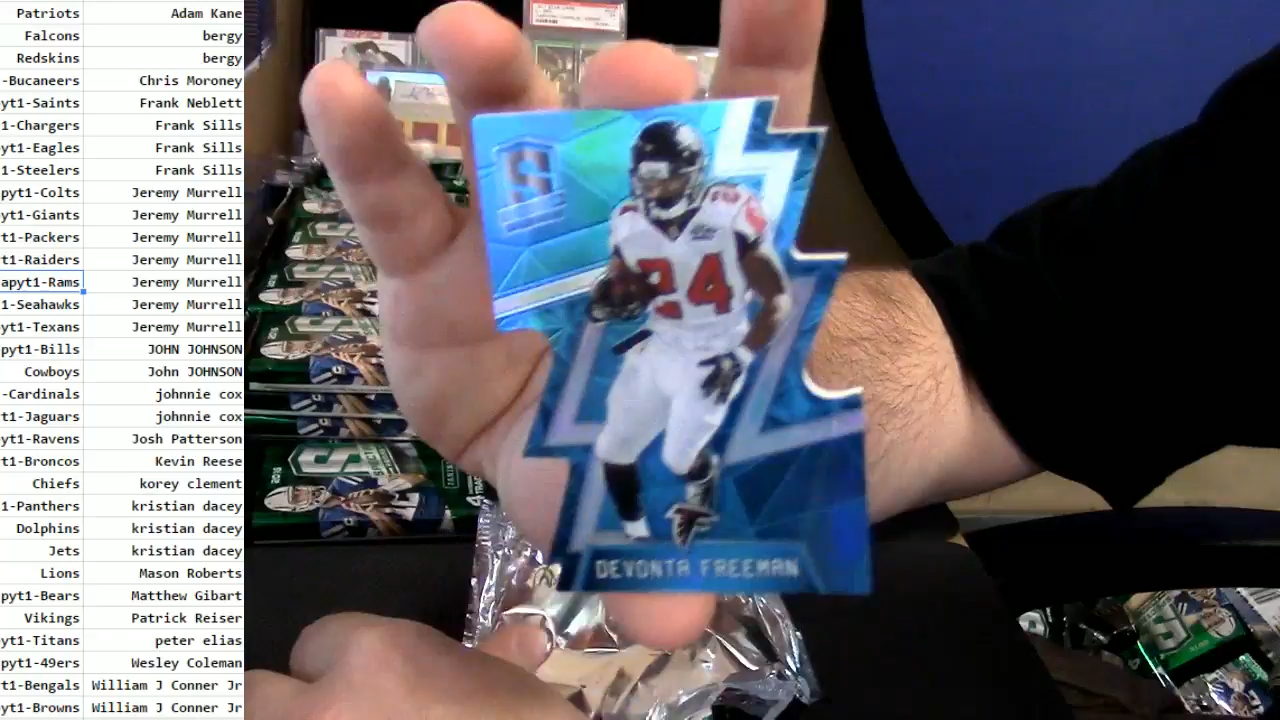 Patriots Adam Kane
Falcons bergy
Redskins bergy
-Bucaneers Chris Moroney
yt1-Saints Frank Neblett
1-Chargers Frank Sills
yt1-Eagles Frank Sills
1-Steelers Frank Sills
pyt1-Colts Jeremy Murrell
yt1-Giants Jeremy Murrell
t1-Packers Jeremy Murrell
t1-Raiders Jeremy Murrell
apyt1-Rams Jeremy Murrell
1-Seahawks Jeremy Murrell
yt1-Texans Jeremy Murrell
pyt1-Bills JOHN JOHNSON
Cowboys John JOHNSON
-Cardinals johnnie cox
t1-Jaguars johnnie cox
yt1-Ravens Josh Patterson
t1-Broncos Kevin Reese
Chiefs korey clement
1-Panthers kristian dacey
Dolphins kristian dacey
Jets kristian dacey
Lions Mason Roberts
pyt1-Bears Matthew Gibart
Vikings Patrick Reiser
yt1-Titans peter elias
pyt1-49ers Wesley Coleman
t1-Bengals William J Conner Jr
yt1-Browns William J Conner Jr
S
24
DEVONTA FREEMAN
2016